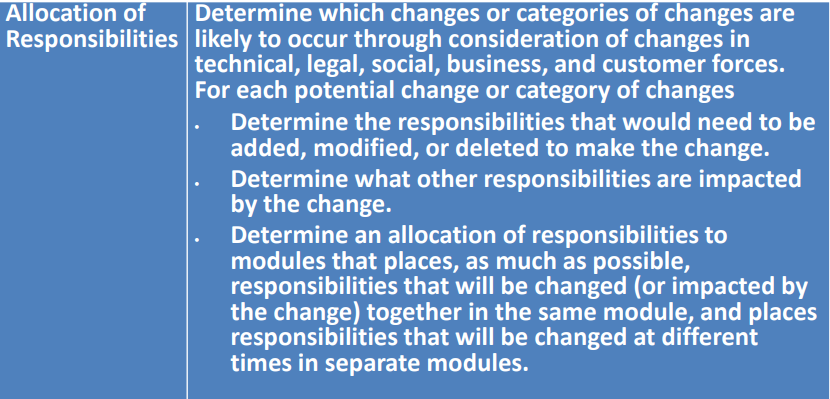 Allocation of
Responsibilities
Determine which changes or categories of changes are
likely to occur through consideration of changes in
technical, legal, social, business, and customer forces.
For each potential change or category of changes
• Determine the responsibilities that would need to be
added, modified, or deleted to make the change.
• Determine what other responsibilities are impacted
by the change.
• Determine an allocation of responsibilities to
modules that places, as much as possible,
responsibilities that will be changed (or impacted by
the change) together in the same module, and places
responsibilities that will be changed at different
times in separate modules.